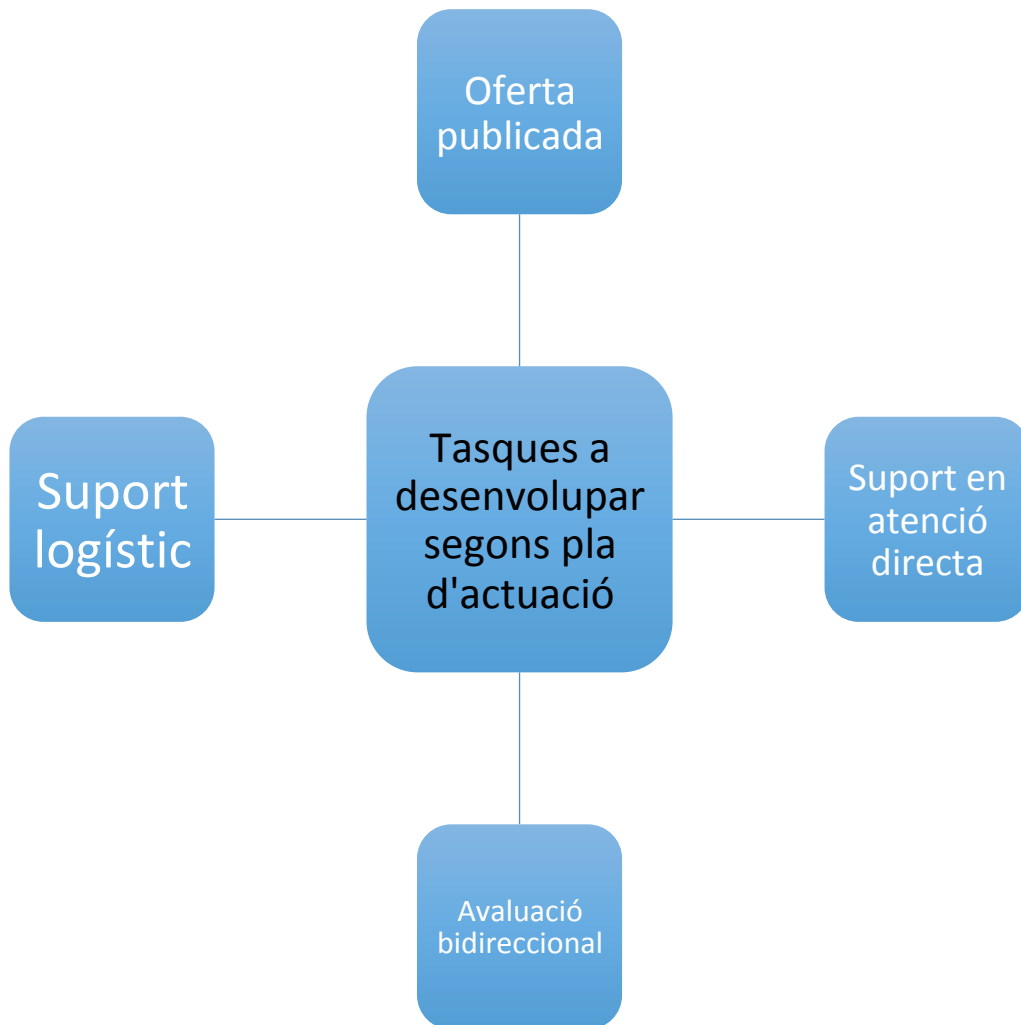 Oferta
publicada
Suport
logístic
Tasques a
desenvolupar
segons pla
d'actuació
Suport en
atenció
directa
Avaluació
bidireccional